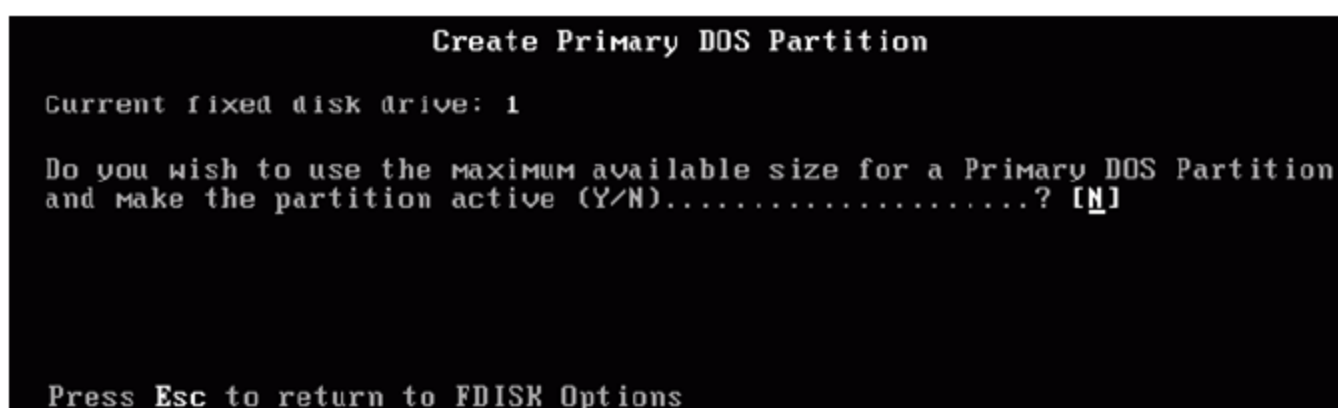 Create Primary DOS Partition
Current fixed disk drive: 1
Do you wish to use the maximum available size for a Primary DOS Partition
and make the partition active (Y/N).....................? [N]
Press Esc to return to FDISK Options